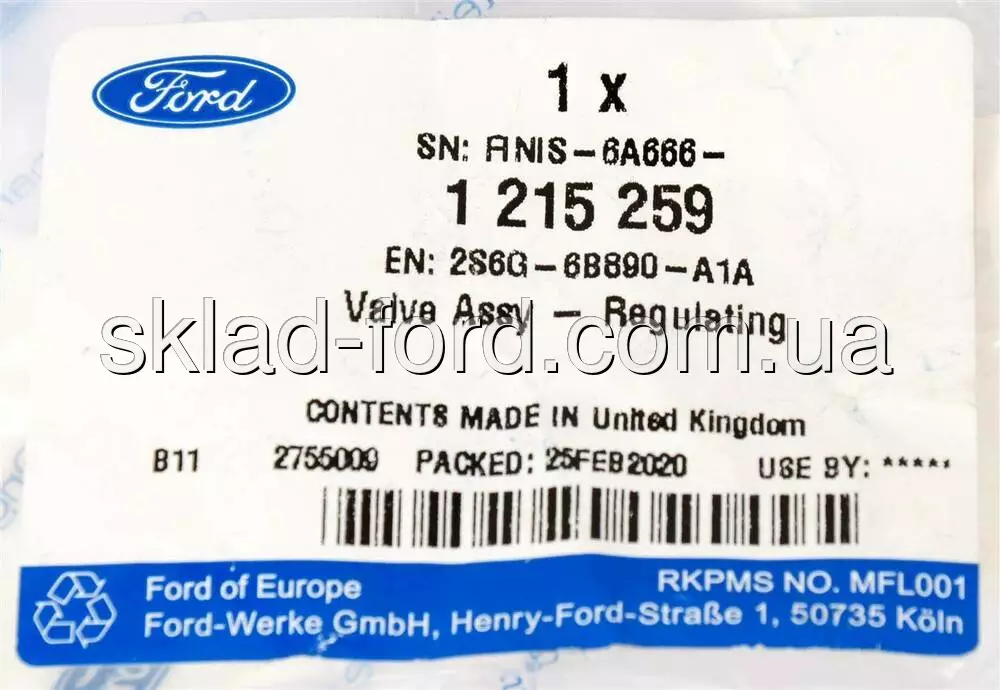 Ford
1 x
SN: FINIS-6A666-
1 215 259
EN: 2S6G-6B890-A1A
Valve Assy - Regulating
sklad-ford.com.ua
CONTENTS MADE IN United Kingdom
B11 2755009 PACKED: 25FEB2020 USE BY: *****
Ford of Europe RKPMS NO. MFL001
Ford-Werke GmbH, Henry-Ford-Straße 1, 50735 Köln